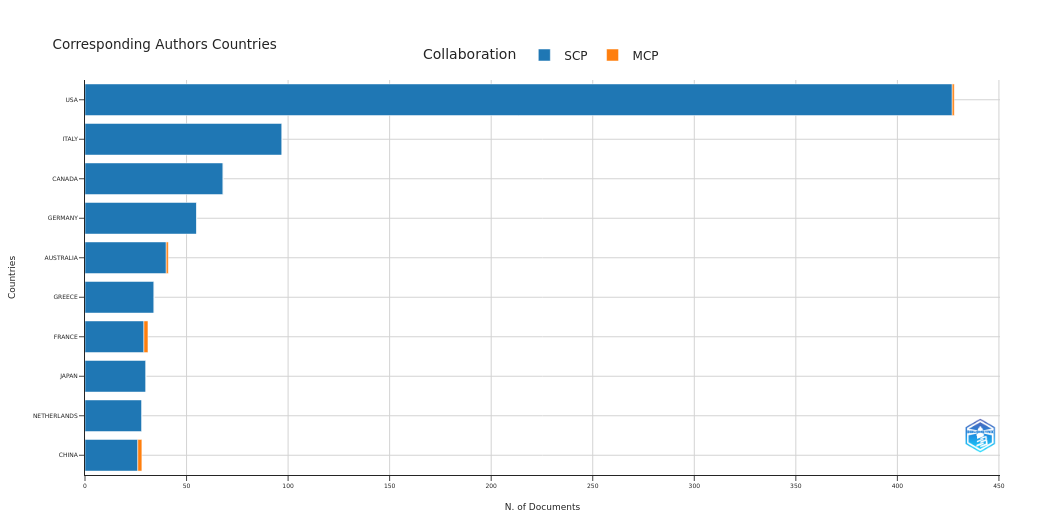 Corresponding Authors Countries
Collaboration SCP MCP
USA
ITALY
CANADA
GERMANY
AUSTRALIA
GREECE
FRANCE
JAPAN
NETHERLANDS
CHINA
Countries
0 50 100 150 200 250 300 350 400 450
N. of Documents